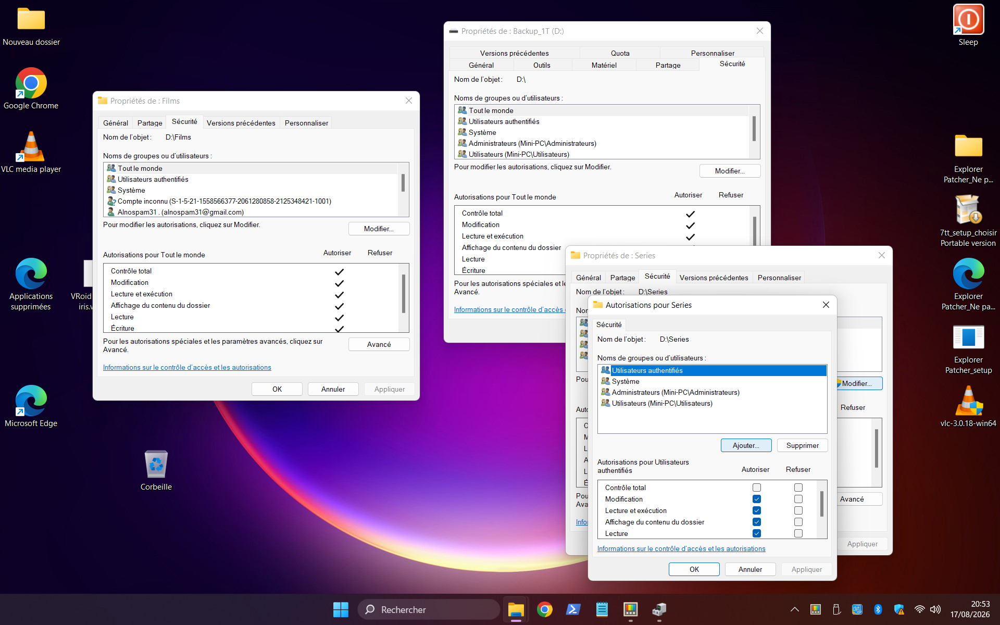 Nouveau dossier
Google Chrome
VLC media player
Applications
supprimées
VRoid
iris.v
Microsoft Edge
Corbeille
Propriétés de : Films
Général
Partage
Sécurité
Versions précédentes
Personnaliser
Nom de l'objet : D:\Films
Noms de groupes ou d'utilisateurs :
Tout le monde
Utilisateurs authentifiés
Système
Compte inconnu (S-1-5-21-1558566377-2061280858-2125348421-1001)
Alnospam31 . (alnospam31@gmail.com)
Pour modifier les autorisations, cliquez sur Modifier.
Modifier...
Autorisations pour Tout le monde
Autoriser
Refuser
Contrôle total
Modification
Lecture et exécution
Affichage du contenu du dossier
Lecture
Écriture
Pour les autorisations spéciales et les paramètres avancés, cliquez sur
Avancé.
Avancé
Informations sur le contrôle d'accès et les autorisations
OK
Annuler
Appliquer
Propriétés de : Backup_1T (D:)
Versions précédentes
Quota
Personnaliser
Général
Outils
Matériel
Partage
Sécurité
Nom de l'objet : D:\
Noms de groupes ou d'utilisateurs :
Tout le monde
Utilisateurs authentifiés
Système
Administrateurs (Mini-PC\Administrateurs)
Utilisateurs (Mini-PC\Utilisateurs)
Pour modifier les autorisations, cliquez sur Modifier.
Modifier...
Autorisations pour Tout le monde
Autoriser
Refuser
Contrôle total
Modification
Lecture et exécution
Affichage du contenu du dossier
Lecture
Écriture
Pour les autorisations spéciales et le
Avancé.
Informations sur le contrôle d'accès
Propriétés de : Series
Général
Partage
Sécurité
Versions précédentes
Personnaliser
Nom de l'objet : D:\Series
Nor
Pou
Modifier...
Auto
Refuser
C
M
L
A
L
É
Pou
Ava
Avancé
Infor
Appliquer
Autorisations pour Series
Sécurité
Nom de l'objet : D:\Series
Noms de groupes ou d'utilisateurs :
Utilisateurs authentifiés
Système
Administrateurs (Mini-PC\Administrateurs)
Utilisateurs (Mini-PC\Utilisateurs)
Ajouter...
Supprimer
Autorisations pour Utilisateurs
authentifiés
Autoriser
Refuser
Contrôle total
Modification
Lecture et exécution
Affichage du contenu du dossier
Lecture
Informations sur le contrôle d'accès et les autorisations
OK
Annuler
Appliquer
Sleep
Explorer
Patcher_Ne p...
7tt_setup_choisir
Portable version
Explorer
Patcher_Ne pa...
Explorer
Patcher_setup
vlc-3.0.18-win64
Rechercher
20:53
17/08/2026